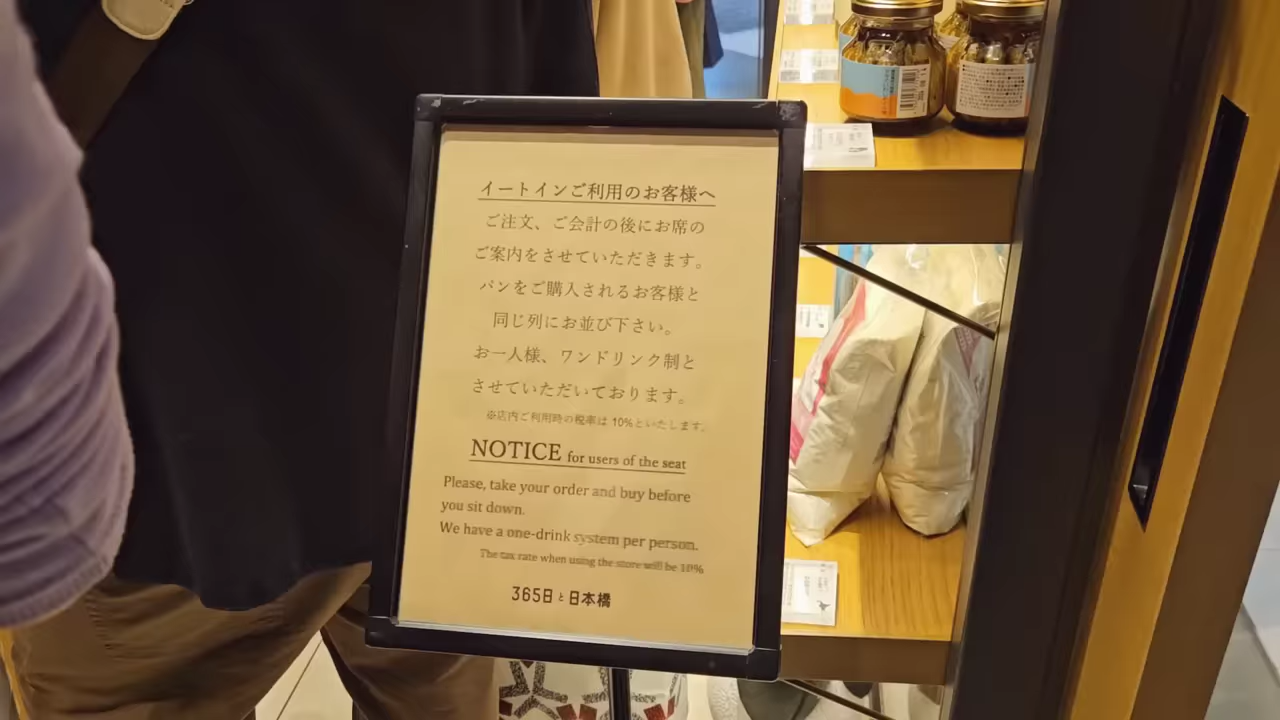 イートインご利用のお客様へ
ご注文、ご会計の後にお席の
ご案内をさせていただきます。
パンをご購入されるお客様と
同じ列にお並び下さい。
お一人様、ワンドリンク制と
させていただいております。
※店内ご利用時の税率は 10%といたします。
NOTICE for users of the seat
Please, take your order and buy before
you sit down.
We have a one-drink system per person.
The tax rate when using the store will be 10%
365日と日本橋